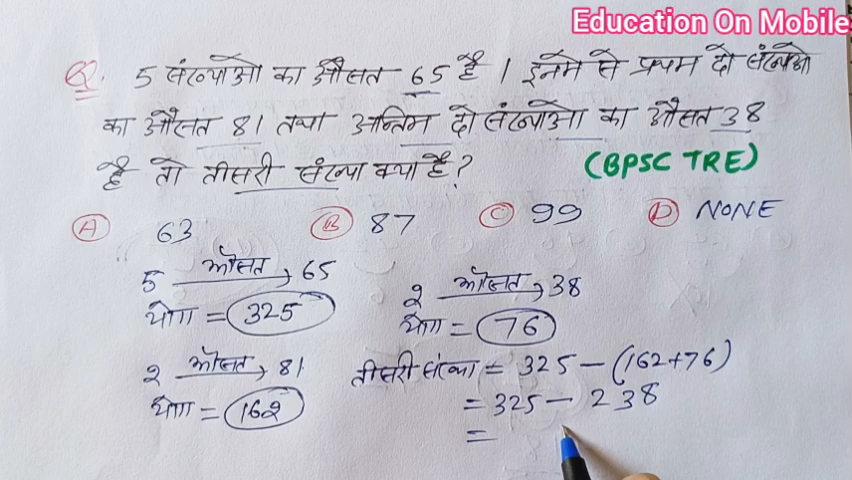 Education On Mobile
Q. 5 संख्याओ का औसत 65 है । इनमे से प्रथम दो संख्याओ
का औसत 81 तथा अन्तिम दो संख्याओ का औसत 38
है तो तीसरी संख्या क्या है ?
(BPSC TRE)
A 63 B 87 C 99 D NONE
5 औसत, 65
योग = 325
2 औसत, 81
योग = 162
2 औसत, 38
योग = 76
तीसरी संख्या = 325 - (162+76)
= 325 - 238
=